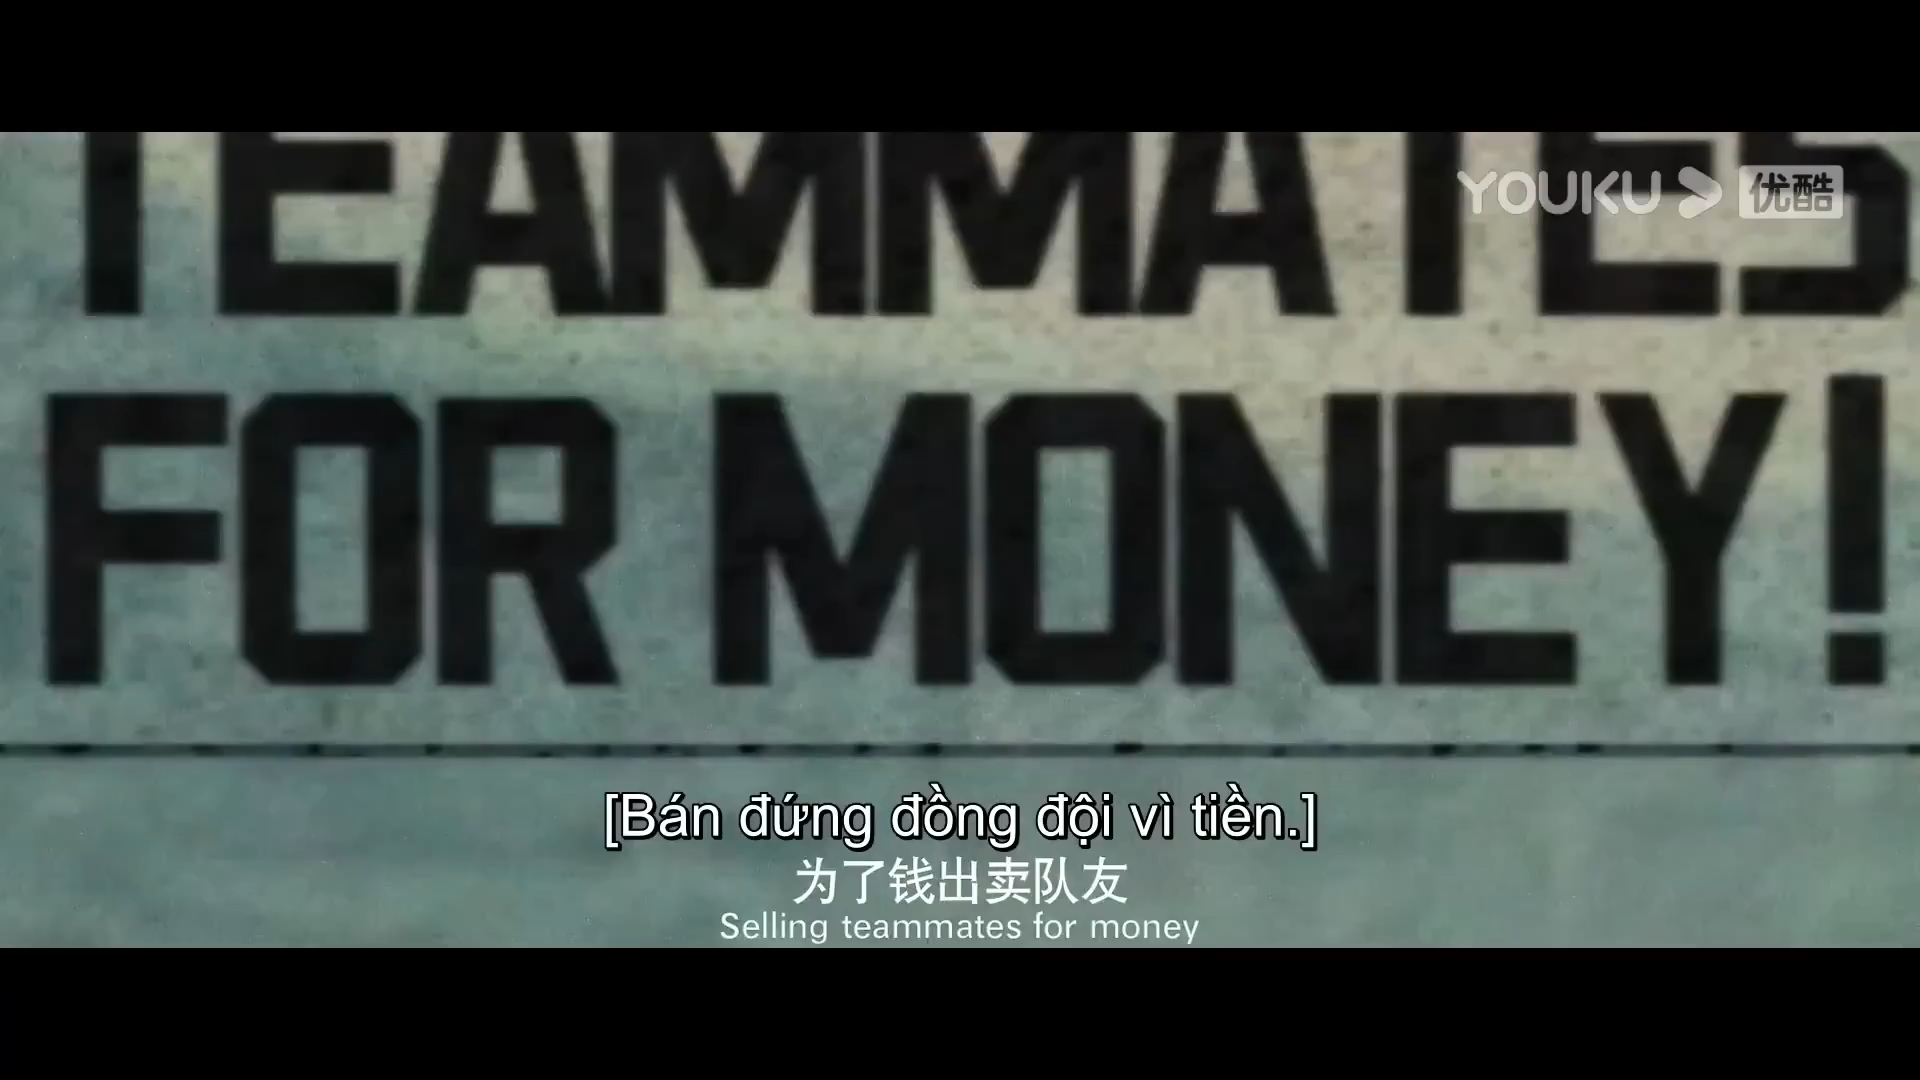 TEAMMATES
YOUKU 优酷
FOR MONEY!
[Bán đứng đồng đội vì tiền.]
为了钱出卖队友
Selling teammates for money